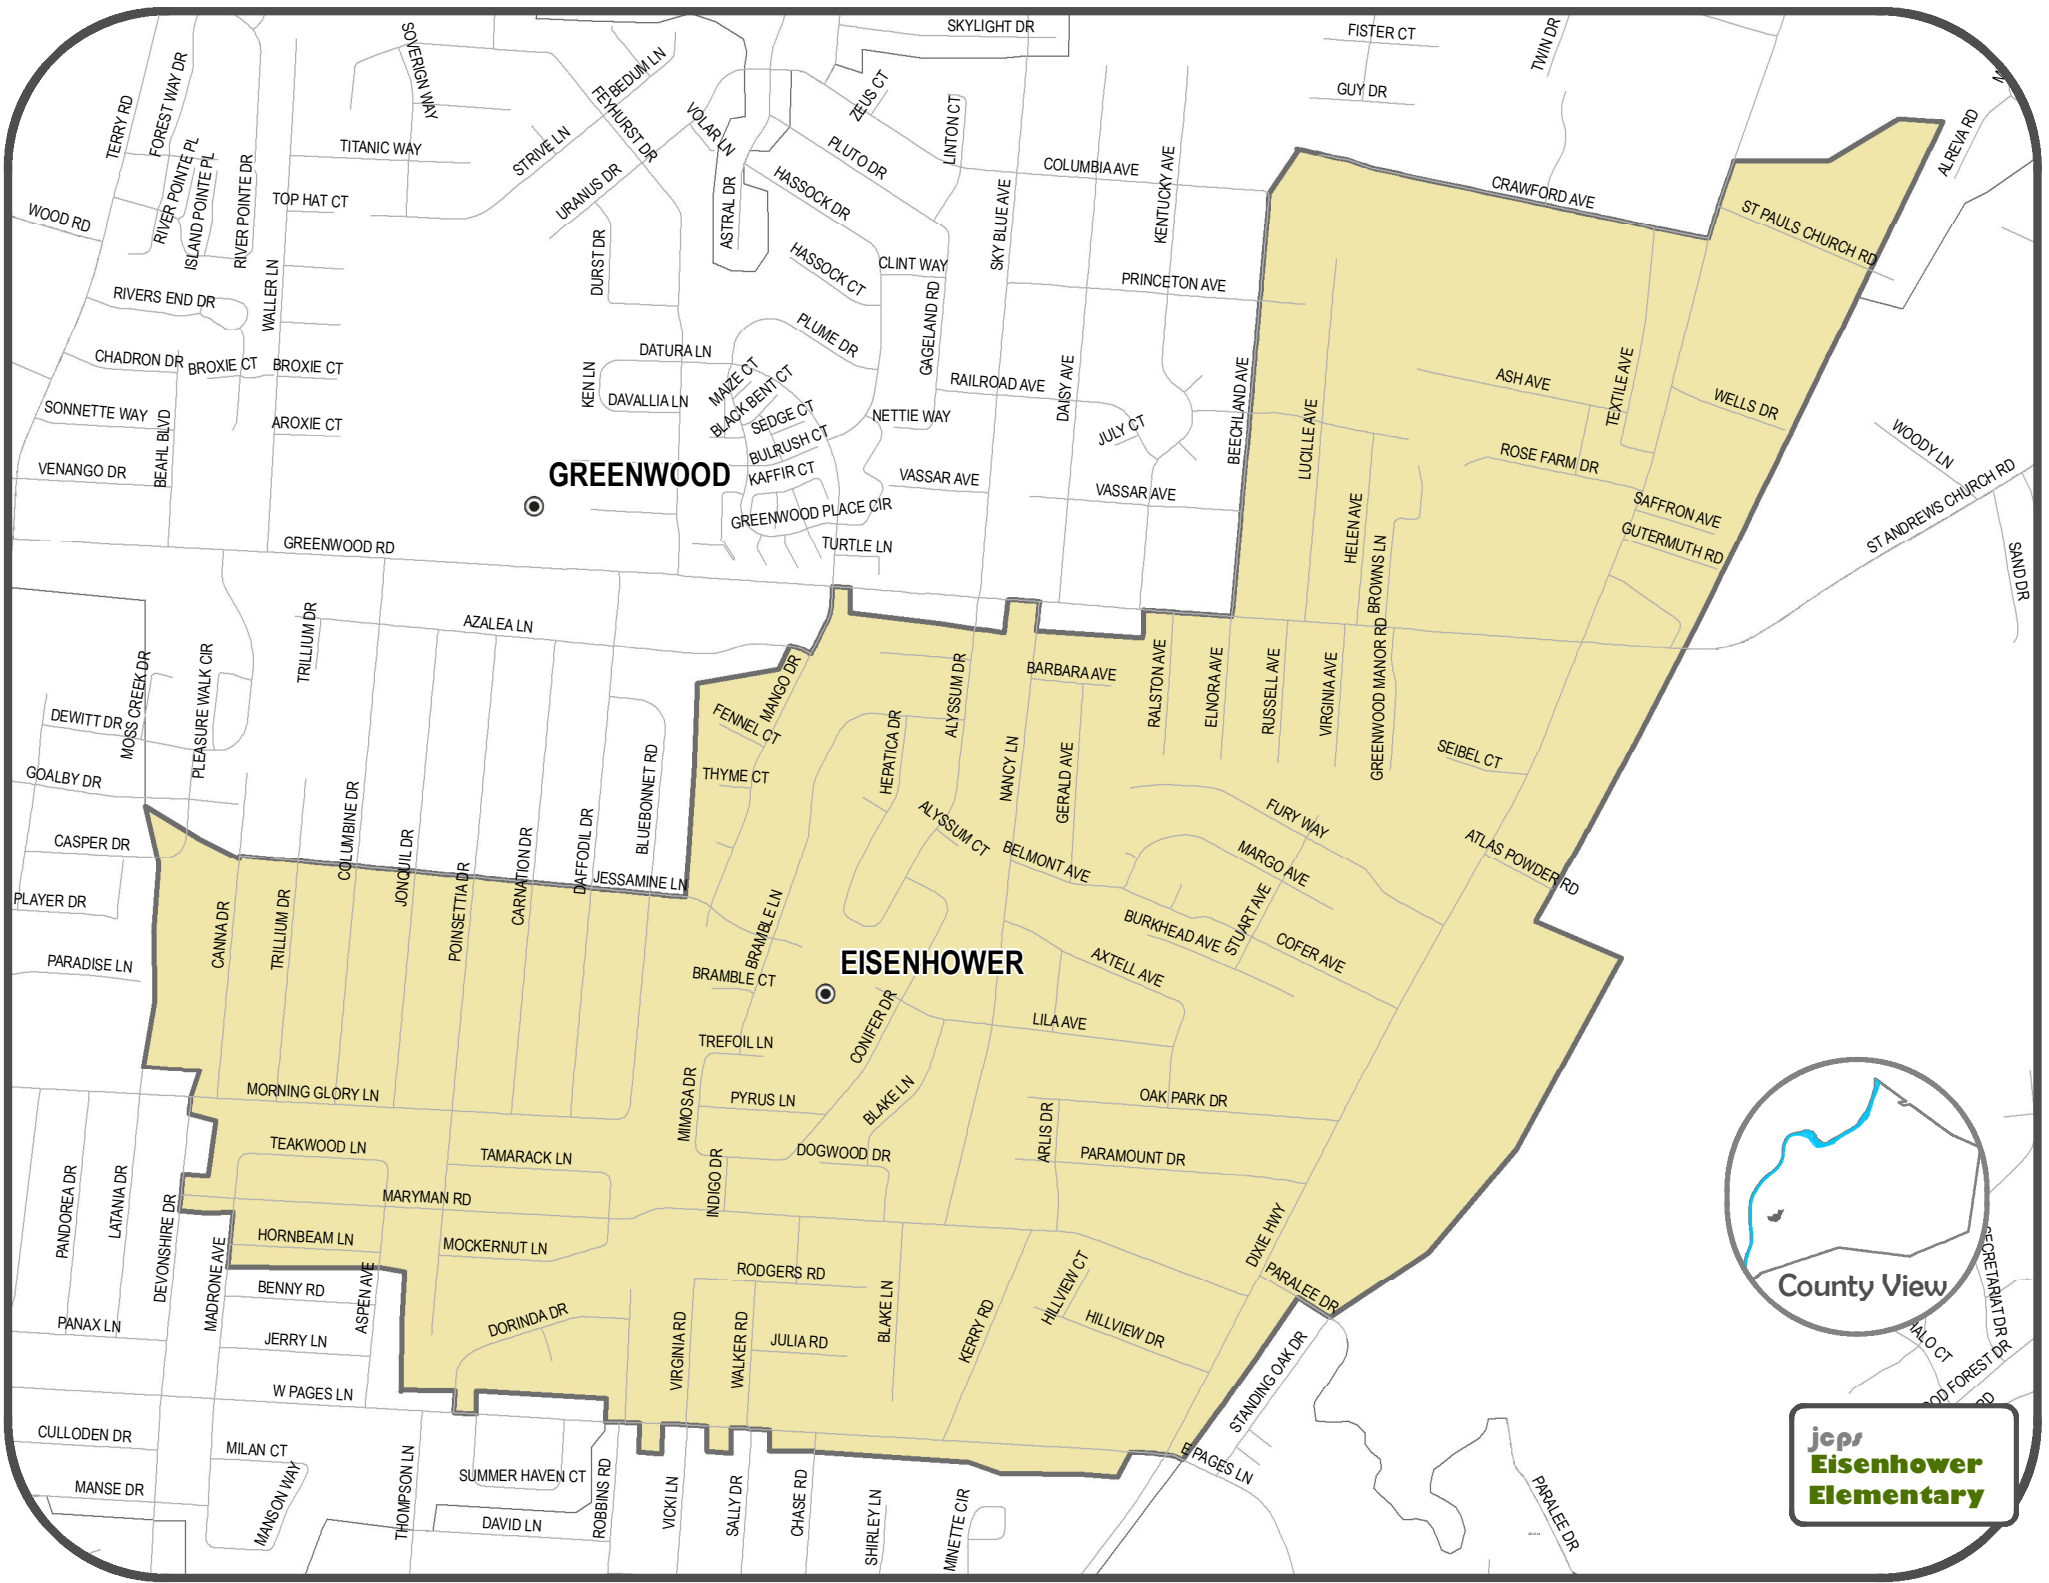 SKYLIGHT DR
FISTER CT
TWIN DR
SOVERIGN WAY
BEDUM LN
FOREST WAY DR
TERRY RD
FEYHURST DR
ZEUS CT
GUY DR
VOLAR LN
LINTON CT
ALREVA RD
TITANIC WAY
STRIVE LN
PLUTO DR
COLUMBIA AVE
KENTUCKY AVE
RIVER POINTE PL
ISLAND POINTE PL
RIVER POINTE DR
TOP HAT CT
URANUS DR
ASTRAL DR
HASSOCK DR
SKY BLUE AVE
CRAWFORD AVE
WOOD RD
ST PAULS CHURCH RD
DURST DR
HASSOCK CT
CLINT WAY
PRINCETON AVE
RIVERS END DR
WALLER LN
GAGELAND RD
PLUME DR
CHADRON DR
BROXIE CT
BROXIE CT
DATURA LN
KEN LN
MAIZE CT
BLACK BENT CT
RAILROAD AVE
DAISY AVE
BEECHLAND AVE
ASH AVE
TEXTILE AVE
WELLS DR
SONNETTE WAY
BEAHL BLVD
AROXIE CT
DAVALLIA LN
SEDGE CT
NETTIE WAY
JULY CT
LUCILLE AVE
WOODY LN
VENANGO DR
GREENWOOD
BULRUSH CT
KAFFIR CT
VASSAR AVE
VASSAR AVE
ROSE FARM DR
ST ANDREWS CHURCH RD
SAFFRON AVE
GREENWOOD PLACE CIR
HELEN AVE
GUTERMUTH RD
GREENWOOD RD
TURTLE LN
BROWNS LN
SAND DR
TRILLIUM DR
AZALEA LN
MOSS CREEK DR
PLEASURE WALK CIR
MANGO DR
ALYSSUM DR
BARBARA AVE
RALSTON AVE
ELNORA AVE
RUSSELL AVE
VIRGINIA AVE
GREENWOOD MANOR RD
DEWITT DR
FENNEL CT
HEPATICA DR
NANCY LN
GERALD AVE
SEIBEL CT
GOALBY DR
BLUEBONNET RD
THYME CT
COLUMBINE DR
JONQUIL DR
CARNATION DR
DAFFODIL DR
ALYSSUM CT
FURY WAY
CASPER DR
BELMONT AVE
MARGO AVE
ATLAS POWDER RD
POINSETTIA DR
JESSAMINE LN
PLAYER DR
CANNA DR
TRILLIUM DR
BRAMBLE LN
BURKHEAD AVE
STUART AVE
COFER AVE
PARADISE LN
EISENHOWER
AXTELL AVE
BRAMBLE CT
CONIFER DR
LILA AVE
TREFOIL LN
MORNING GLORY LN
MIMOSA DR
PYRUS LN
BLAKE LN
OAK PARK DR
ARLIS DR
TEAKWOOD LN
TAMARACK LN
DOGWOOD DR
PARAMOUNT DR
PANDOREA DR
LATANIA DR
DEVONSHIRE DR
MARYMAN RD
INDIGO DR
HORNBEAM LN
MOCKERNUT LN
DIXIE HWY
MADRONE AVE
ASPEN AVE
BENNY RD
RODGERS RD
BLAKE LN
HILLVIEW CT
PARALEE DR
County View
SECRETARIAT DR
PANAX LN
JERRY LN
DORINDA DR
VIRGINIA RD
WALKER RD
JULIA RD
KERRY RD
HILLVIEW DR
STANDING OAK DR
W PAGES LN
CULLODEN DR
MILAN CT
MANSON WAY
MANSE DR
THOMPSON LN
SUMMER HAVEN CT
DAVID LN
ROBBINS RD
VICKI LN
SALLY DR
CHASE RD
SHIRLEY LN
MINETTE CIR
E PAGES LN
PARALEE DR
jcps
Eisenhower
Elementary